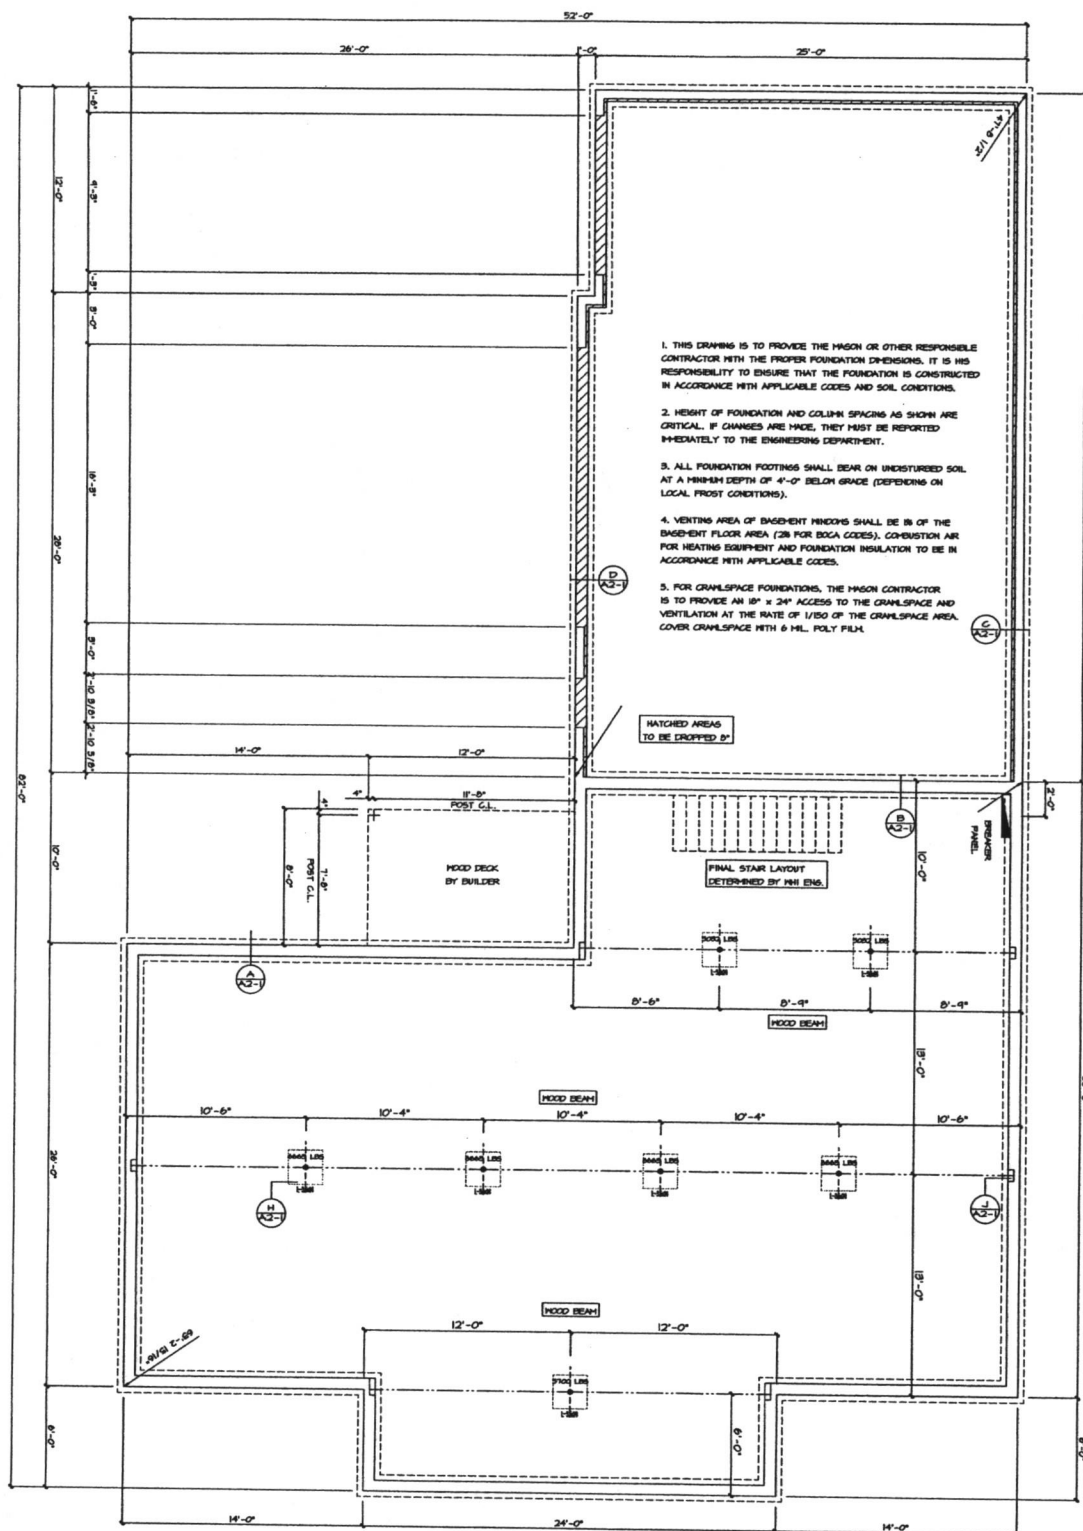 52'-0"
26'-0"
1'-0"
25'-0"
47'-8 1/2"
12'-0"
28'-0"
82'-0"
10'-0"
1. THIS DRAWING IS TO PROVIDE THE MASON OR OTHER RESPONSIBLE
CONTRACTOR WITH THE PROPER FOUNDATION DIMENSIONS. IT IS HIS
RESPONSIBILITY TO ENSURE THAT THE FOUNDATION IS CONSTRUCTED
IN ACCORDANCE WITH APPLICABLE CODES AND SOIL CONDITIONS.
2. HEIGHT OF FOUNDATION AND COLUMN SPACING AS SHOWN ARE
CRITICAL. IF CHANGES ARE MADE, THEY MUST BE REPORTED
IMMEDIATELY TO THE ENGINEERING DEPARTMENT.
3. ALL FOUNDATION FOOTINGS SHALL BEAR ON UNDISTURBED SOIL
AT A MINIMUM DEPTH OF 4'-0" BELOW GRADE (DEPENDING ON
LOCAL FROST CONDITIONS).
4. VENTING AREA OF BASEMENT WINDOWS SHALL BE OF THE
BASEMENT FLOOR AREA (2% FOR BOCA CODES). COMBUSTION AIR
FOR HEATING EQUIPMENT AND FOUNDATION INSULATION TO BE IN
ACCORDANCE WITH APPLICABLE CODES.
5. FOR CRAWLSPACE FOUNDATIONS, THE MASON CONTRACTOR
IS TO PROVIDE AN 18" x 24" ACCESS TO THE CRAWLSPACE AND
VENTILATION AT THE RATE OF 1/150 OF THE CRAWLSPACE AREA.
COVER CRAWLSPACE WITH 6 MIL. POLY FILM.
D
A2-1
C
A2-1
HATCHED AREAS
TO BE DROPPED 8"
14'-0"
12'-0"
4"
11'-8"
POST C.L.
4"
7'-8"
POST C.L.
8'-0"
WOOD DECK
BY BUILDER
B
A2-1
2'-0"
BREAKER
PANEL
10'-0"
FINAL STAIR LAYOUT
DETERMINED BY WHI ENG.
A
A2-1
8'-6"
8'-9"
8'-9"
WOOD BEAM
13'-0"
WOOD BEAM
10'-6"
10'-4"
10'-4"
10'-4"
10'-6"
26'-0"
H
A2-1
J
A2-1
13'-0"
WOOD BEAM
12'-0"
12'-0"
6'-0"
6'-0"
14'-0"
24'-0"
14'-0"